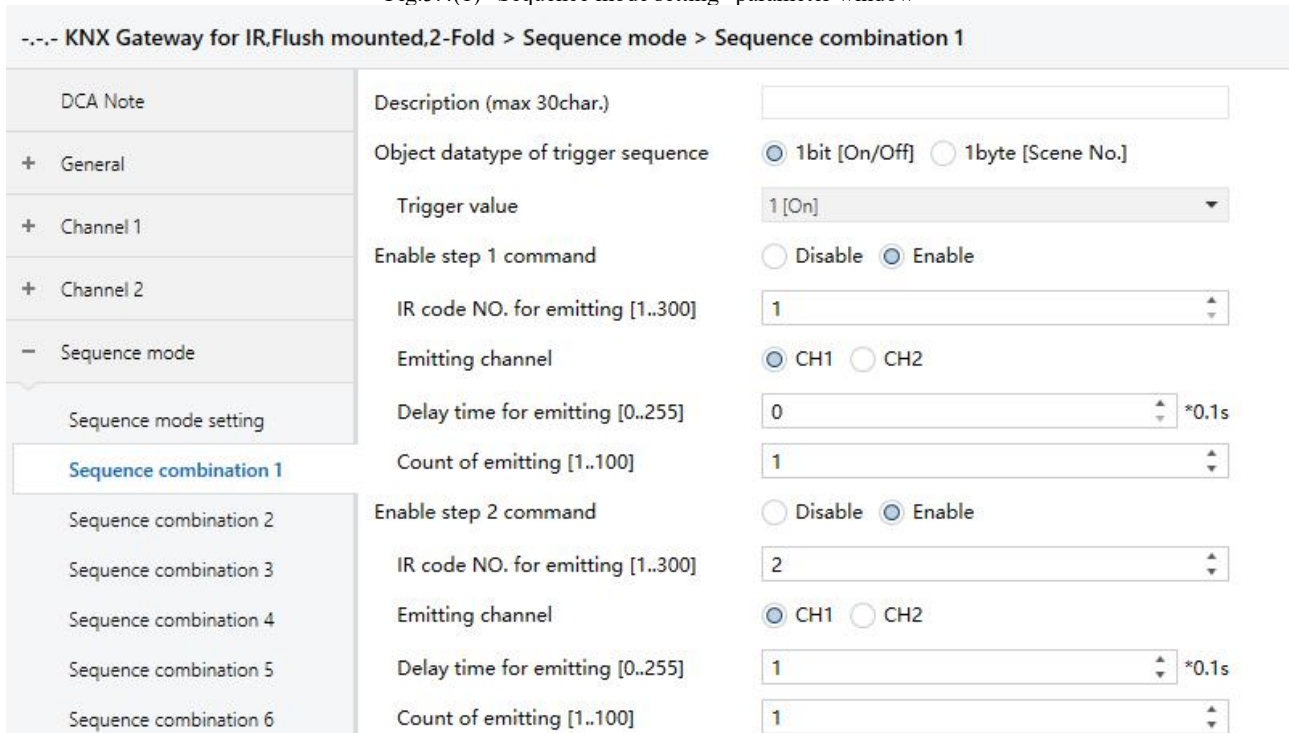 -.-.- KNX Gateway for IR,Flush mounted,2-Fold > Sequence mode > Sequence combination 1
DCA Note
+ General
+ Channel 1
+ Channel 2
− Sequence mode
Sequence mode setting
Sequence combination 1
Sequence combination 2
Sequence combination 3
Sequence combination 4
Sequence combination 5
Sequence combination 6
Description (max 30char.)
Object datatype of trigger sequence 1bit [On/Off] 1byte [Scene No.]
Trigger value 1 [On]
Enable step 1 command Disable Enable
IR code NO. for emitting [1..300] 1
Emitting channel CH1 CH2
Delay time for emitting [0..255] 0 *0.1s
Count of emitting [1..100] 1
Enable step 2 command Disable Enable
IR code NO. for emitting [1..300] 2
Emitting channel CH1 CH2
Delay time for emitting [0..255] 1 *0.1s
Count of emitting [1..100] 1